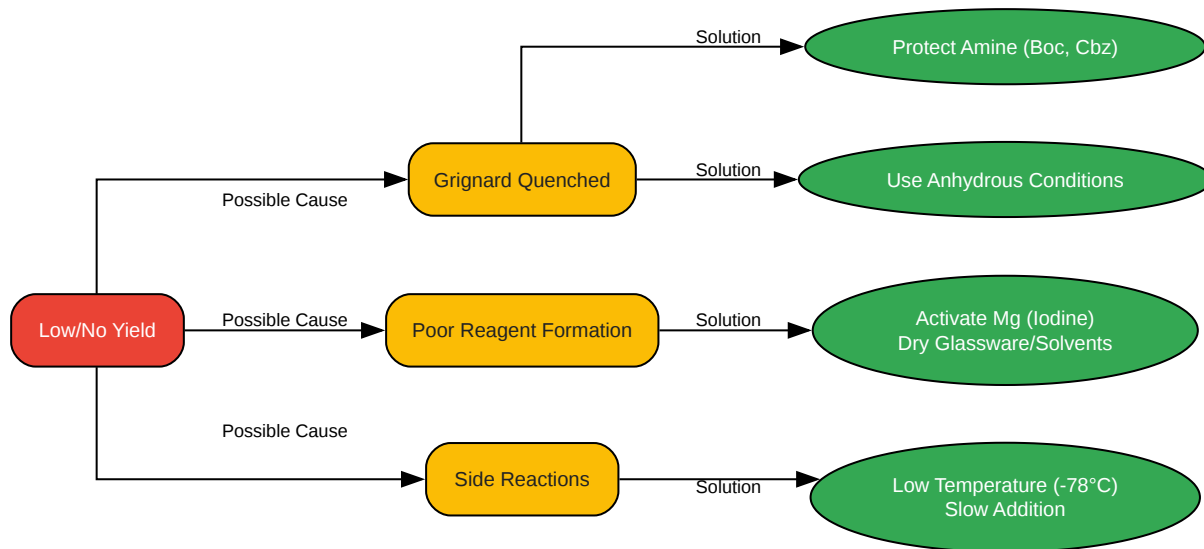 Solution
Protect Amine (Boc, Cbz)
Grignard Quenched
Solution
Use Anhydrous Conditions
Possible Cause
Low/No Yield
Possible Cause
Poor Reagent Formation
Solution
Activate Mg (Iodine)
Dry Glassware/Solvents
Possible Cause
Side Reactions
Solution
Low Temperature (-78°C)
Slow Addition